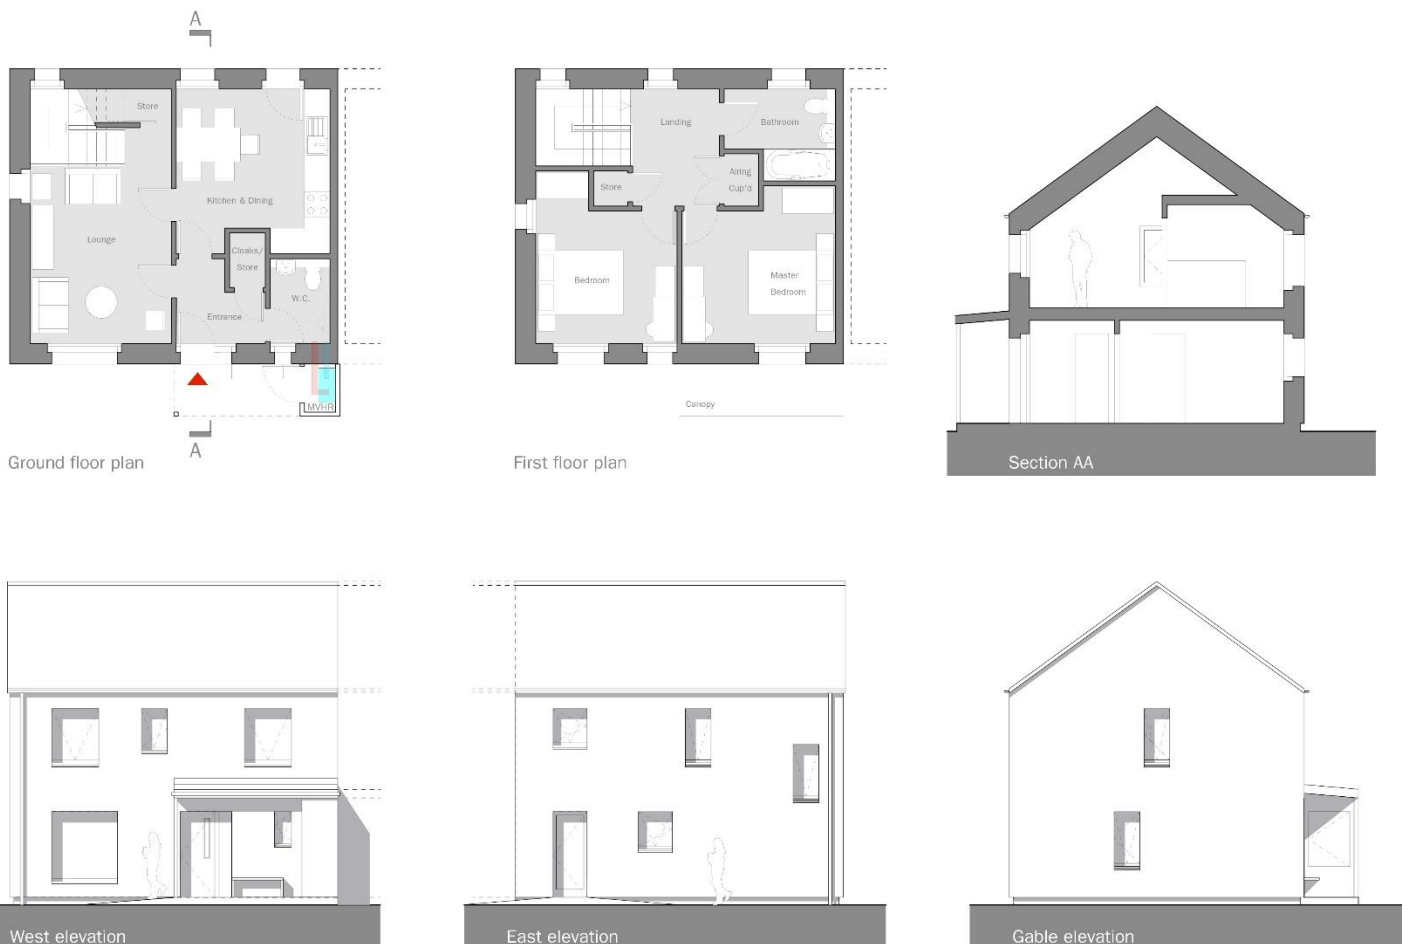 A
Store
Kitchen & Dining
Lounge
Cloaks/
Store
W.C.
Entrance
MVHR
A
Ground floor plan
Landing
Bathroom
Airing
Cup'd
Store
Bedroom
Master
Bedroom
Canopy
First floor plan
Section AA
West elevation
East elevation
Gable elevation